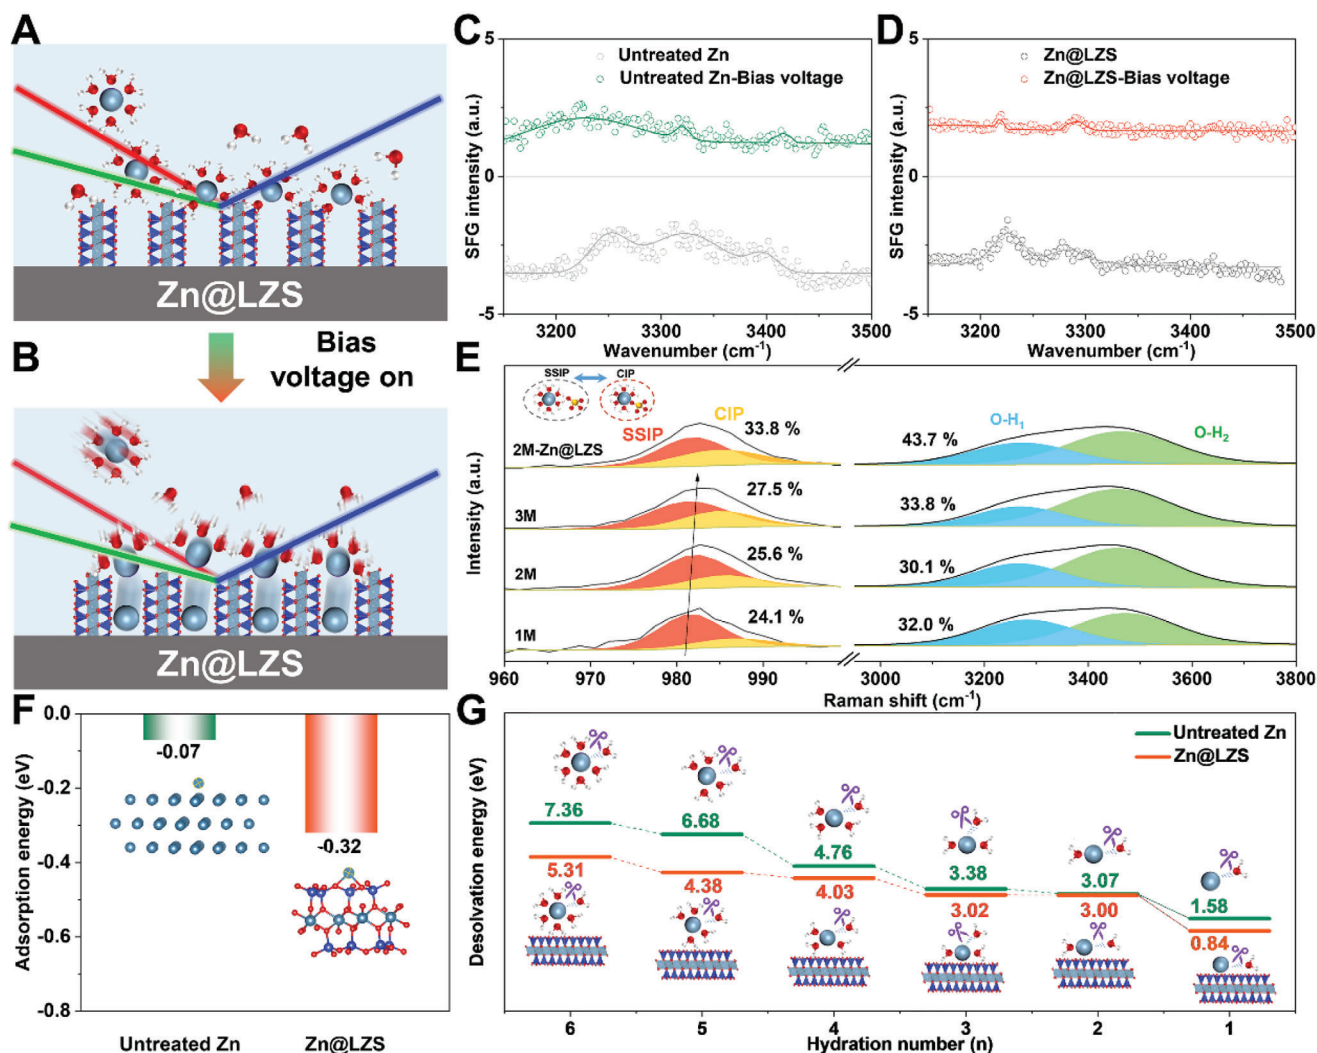 A
Zn@LZS
Bias
voltage on
B
Zn@LZS
C
5
0
-5
SFG intensity (a.u.)
Untreated Zn
Untreated Zn-Bias voltage
3200 3300 3400 3500
Wavenumber (cm⁻¹)
D
5
0
-5
SFG intensity (a.u.)
Zn@LZS
Zn@LZS-Bias voltage
3200 3300 3400 3500
Wavenumber (cm⁻¹)
E
Intensity (a.u.)
SSIP CIP
SSIP CIP O-H₁ O-H₂
2M-Zn@LZS 33.8 % 43.7 %
3M 27.5 % 33.8 %
2M 25.6 % 30.1 %
1M 24.1 % 32.0 %
960 970 980 990 3000 3200 3400 3600 3800
Raman shift (cm⁻¹)
F
Adsorption energy (eV)
0.0
-0.2
-0.4
-0.6
-0.8
-0.07
-0.32
Untreated Zn Zn@LZS
G
Desolvation energy (eV)
Untreated Zn
Zn@LZS
7.36 6.68 4.76 3.38 3.07 1.58
5.31 4.38 4.03 3.02 3.00 0.84
6 5 4 3 2 1
Hydration number (n)